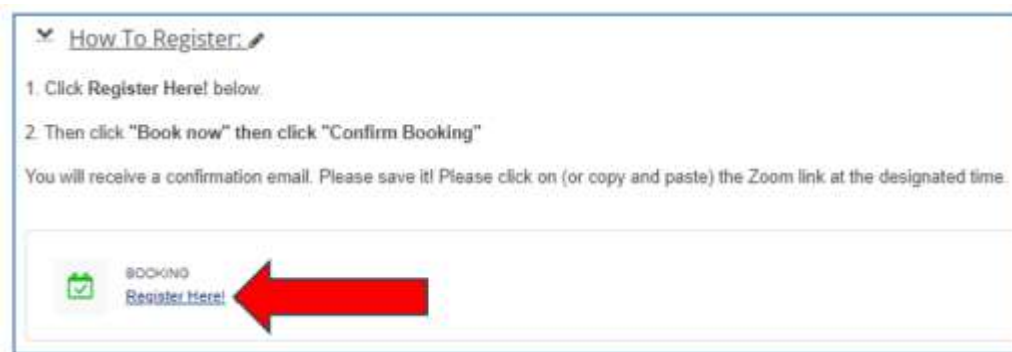 How To Register:
1. Click Register Here! below.
2. Then click "Book now" then click "Confirm Booking"
You will receive a confirmation email. Please save it! Please click on (or copy and paste) the Zoom link at the designated time.
BOOKING
Register Here!